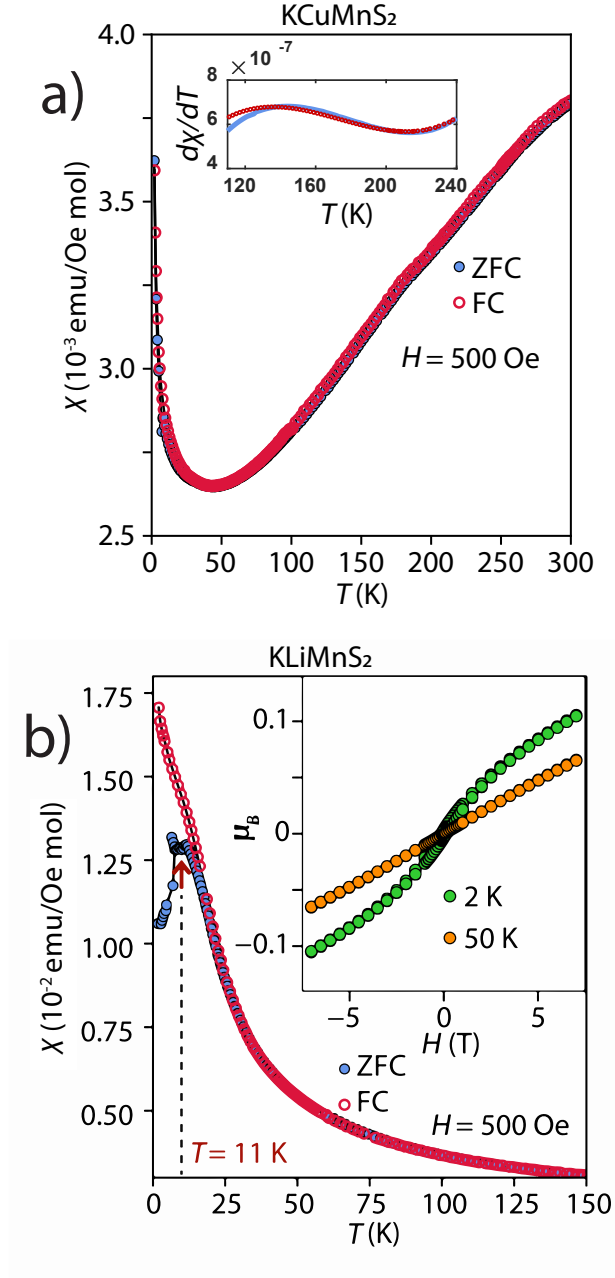 KCuMnS₂
a)
4.0
3.5
3.0
2.5
χ (10⁻³ emu/Oe mol)
0 50 100 150 200 250 300
T (K)
× 10 ⁻⁷
8
6
4
dχ/dT
120 160 200 240
T (K)
ZFC
FC
H = 500 Oe
KLiMnS₂
b)
1.75
1.50
1.25
1.00
0.75
0.50
χ (10⁻² emu/Oe mol)
0 25 50 75 100 125 150
T (K)
0.1
0
−0.1
μ_B
2 K
50 K
−5 0 5
H (T)
ZFC
FC
H = 500 Oe
T = 11 K